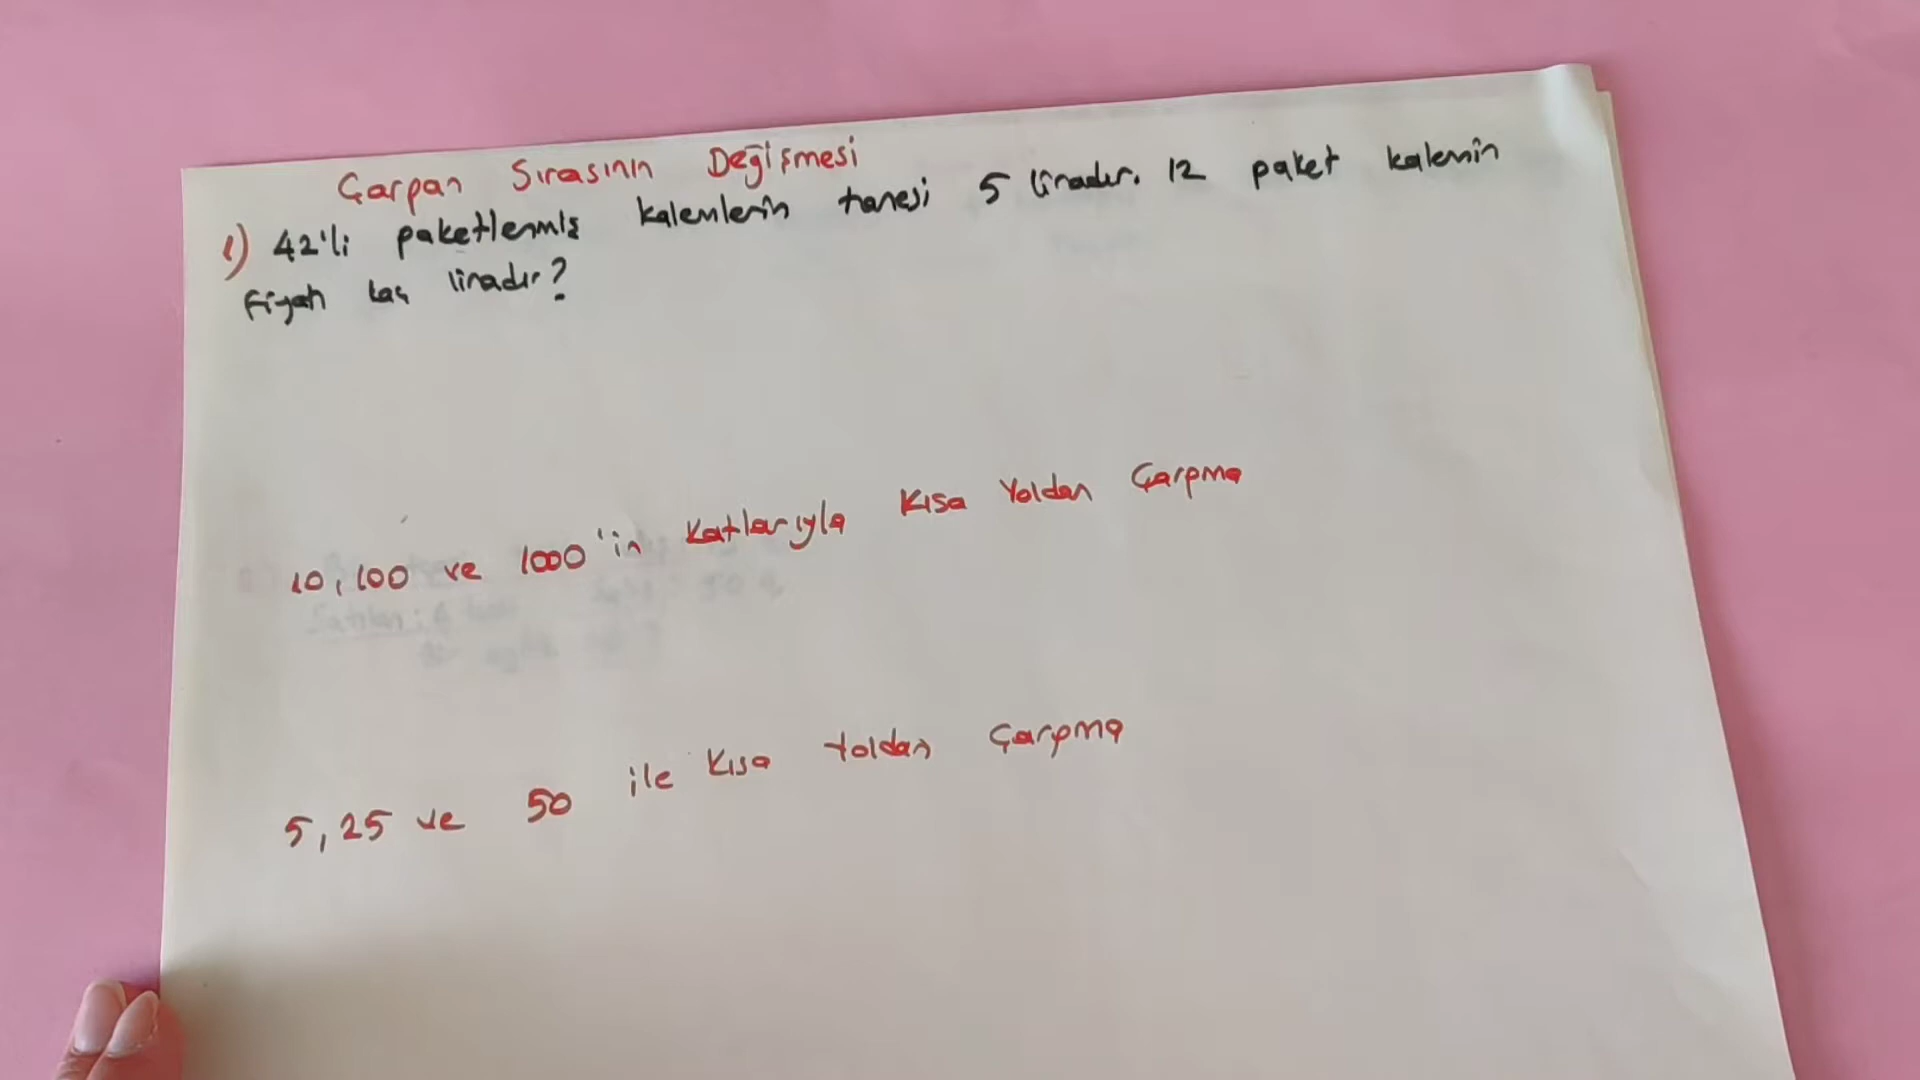 Çarpan Sırasının Değişmesi
1) 42'li paketlenmiş kalemlerin tanesi 5 liradır. 12 paket kalemin
fiyatı kaç liradır?
10, 100 ve 1000'in Katlarıyla Kısa Yoldan Çarpma
5, 25 ve 50 ile Kısa Yoldan Çarpma